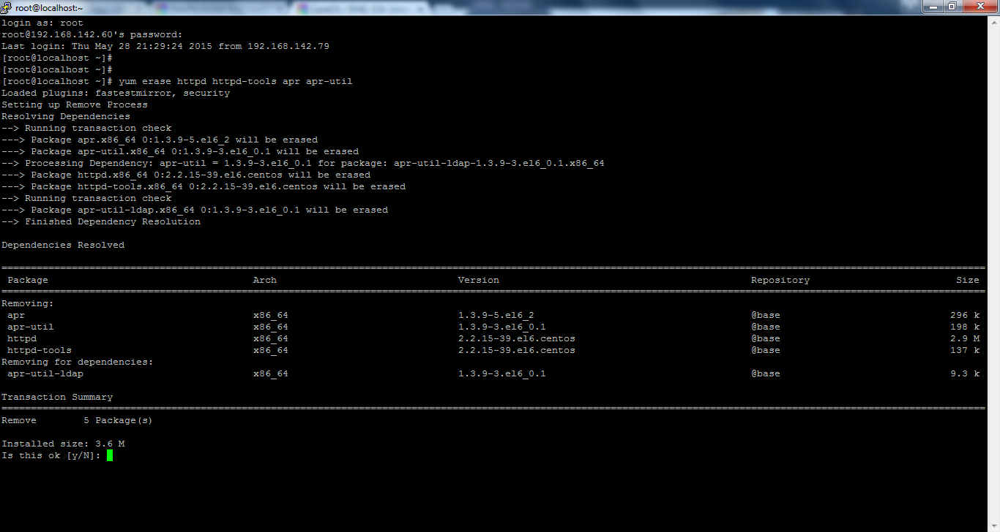 root@localhost:~
login as: root
root@192.168.142.60's password:
Last login: Thu May 28 21:29:24 2015 from 192.168.142.79
[root@localhost ~]#
[root@localhost ~]#
[root@localhost ~]# yum erase httpd httpd-tools apr apr-util
Loaded plugins: fastestmirror, security
Setting up Remove Process
Resolving Dependencies
--> Running transaction check
---> Package apr.x86_64 0:1.3.9-5.el6_2 will be erased
---> Package apr-util.x86_64 0:1.3.9-3.el6_0.1 will be erased
--> Processing Dependency: apr-util = 1.3.9-3.el6_0.1 for package: apr-util-ldap-1.3.9-3.el6_0.1.x86_64
---> Package httpd.x86_64 0:2.2.15-39.el6.centos will be erased
---> Package httpd-tools.x86_64 0:2.2.15-39.el6.centos will be erased
--> Running transaction check
---> Package apr-util-ldap.x86_64 0:1.3.9-3.el6_0.1 will be erased
--> Finished Dependency Resolution
Dependencies Resolved
Package Arch Version Repository Size
Removing:
apr x86_64 1.3.9-5.el6_2 @base 296 k
apr-util x86_64 1.3.9-3.el6_0.1 @base 198 k
httpd x86_64 2.2.15-39.el6.centos @base 2.9 M
httpd-tools x86_64 2.2.15-39.el6.centos @base 137 k
Removing for dependencies:
apr-util-ldap x86_64 1.3.9-3.el6_0.1 @base 9.3 k
Transaction Summary
Remove 5 Package(s)
Installed size: 3.6 M
Is this ok [y/N]: